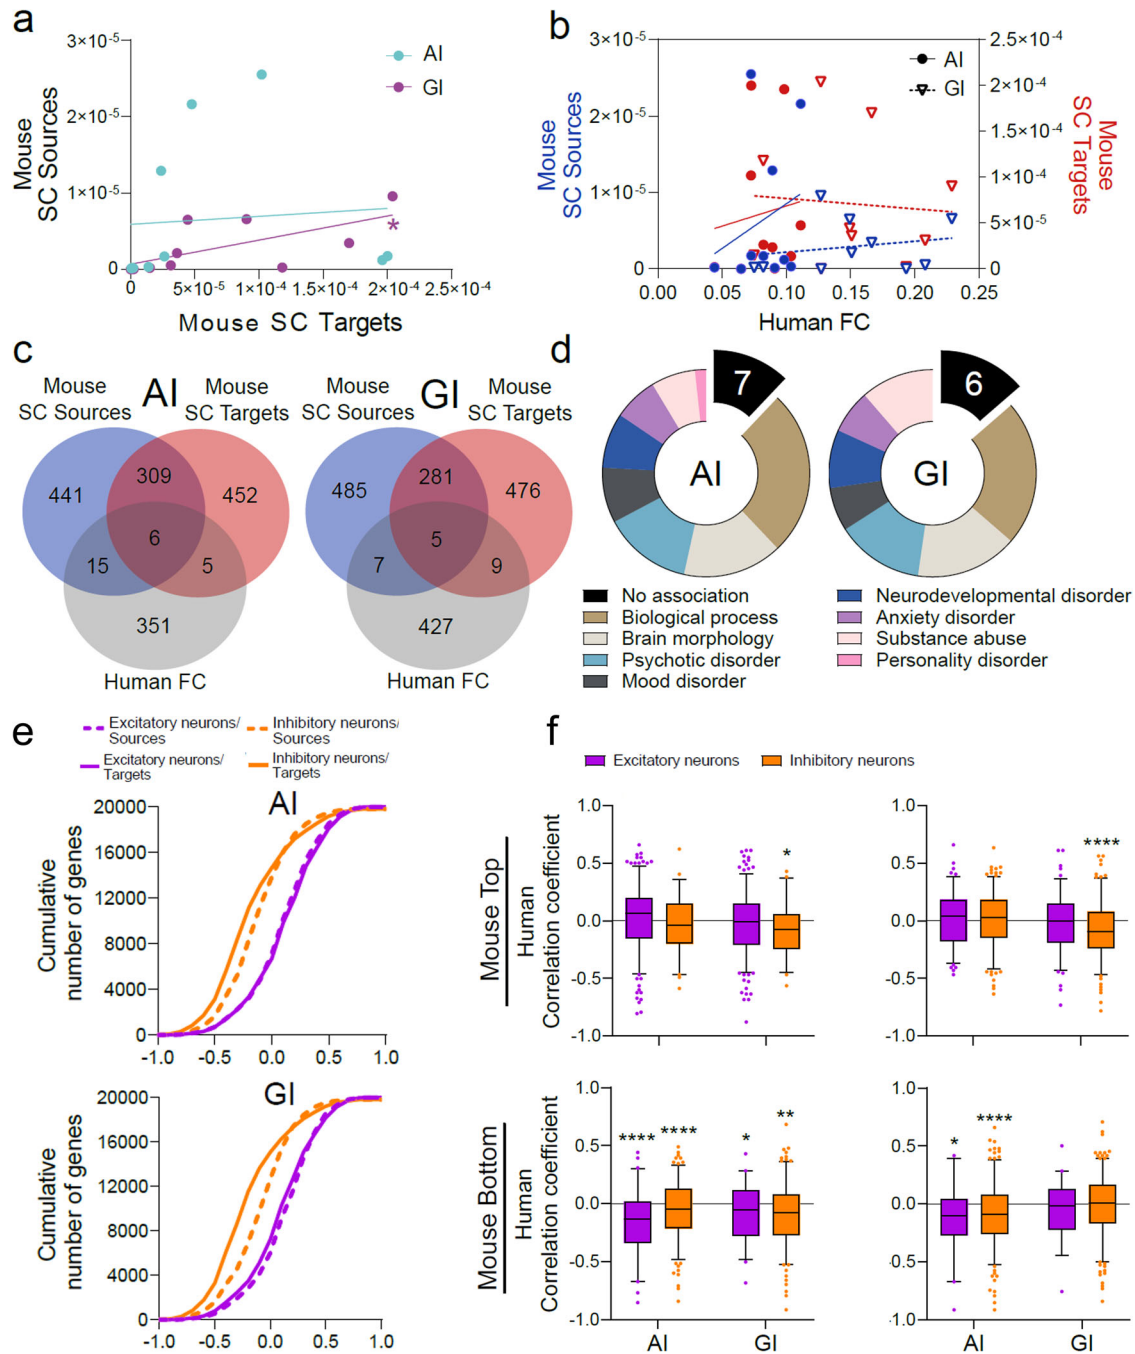 a
3×10⁻⁵
2×10⁻⁵
1×10⁻⁵
0
Mouse
SC Sources
AI
GI
*
0
5×10⁻⁵
1×10⁻⁴
1.5×10⁻⁴
2×10⁻⁴
2.5×10⁻⁴
Mouse SC Targets
b
3×10⁻⁵
2×10⁻⁵
1×10⁻⁵
0
Mouse
SC Sources
AI
GI
2.5×10⁻⁴
2×10⁻⁴
1.5×10⁻⁴
1×10⁻⁴
5×10⁻⁵
0
Mouse
SC Targets
0.00
0.05
0.10
0.15
0.20
0.25
Human FC
c
Mouse
SC Sources
AI
Mouse
SC Targets
441
309
452
6
15
5
351
Human FC
Mouse
SC Sources
GI
Mouse
SC Targets
485
281
476
5
7
9
427
Human FC
d
7
AI
6
GI
No association
Biological process
Brain morphology
Psychotic disorder
Mood disorder
Neurodevelopmental disorder
Anxiety disorder
Substance abuse
Personality disorder
e
Excitatory neurons/
Sources
Inhibitory neurons/
Sources
Excitatory neurons/
Targets
Inhibitory neurons/
Targets
AI
Cumulative
number of genes
20000
16000
12000
8000
4000
0
-1.0
-0.5
0.0
0.5
1.0
GI
Cumulative
number of genes
20000
16000
12000
8000
4000
0
-1.0
-0.5
0.0
0.5
1.0
f
Excitatory neurons
Inhibitory neurons
Mouse Top
Human
Correlation coefficient
1.0
0.5
0.0
-0.5
-1.0
*
1.0
0.5
0.0
-0.5
-1.0
****
Mouse Bottom
Human
Correlation coefficient
1.0
0.5
0.0
-0.5
-1.0
****
****
*
**
AI
GI
1.0
0.5
0.0
-0.5
-1.0
*
****
AI
GI